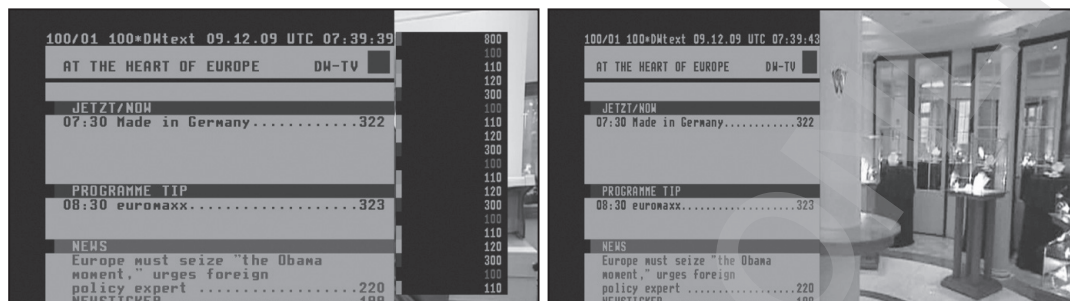 100/01 100*DWtext 09.12.09 UTC 07:39:39
AT THE HEART OF EUROPE DW-TV
JETZT/NOW
07:30 Made in Germany............322
PROGRAMME TIP
08:30 euromaxx.................323
NEWS
Europe must seize "the Obama
moment," urges foreign
policy expert ..................220
NEWSTICKER 100
800
100
110
120
300
100
110
120
300
100
110
120
300
100
110
120
300
100
110
100/01 100*DWtext 09.12.09 UTC 07:39:43
AT THE HEART OF EUROPE DW-TV
JETZT/NOW
07:30 Made in Germany............322
PROGRAMME TIP
08:30 euromaxx.................323
NEWS
Europe must seize "the Obama
moment," urges foreign
policy expert ..................220
NEWSTICKER